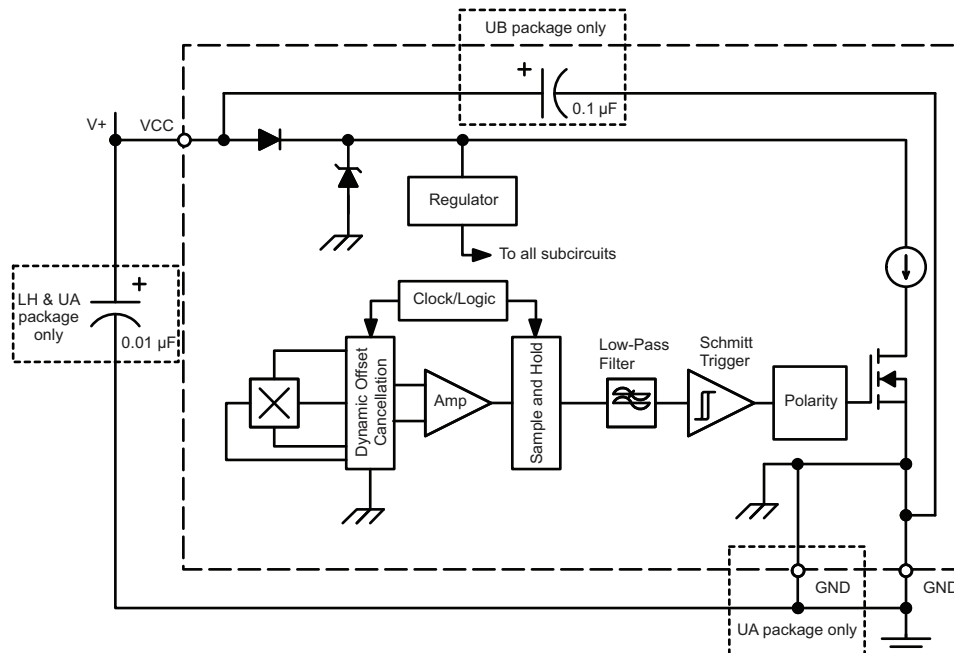 UB package only
+
0.1 µF
V+
VCC
Regulator
To all subcircuits
+
LH & UA
package
only
0.01 µF
Clock/Logic
Dynamic Offset
Cancellation
Amp
Sample and Hold
Low-Pass
Filter
Schmitt
Trigger
Polarity
GND
GND
UA package only